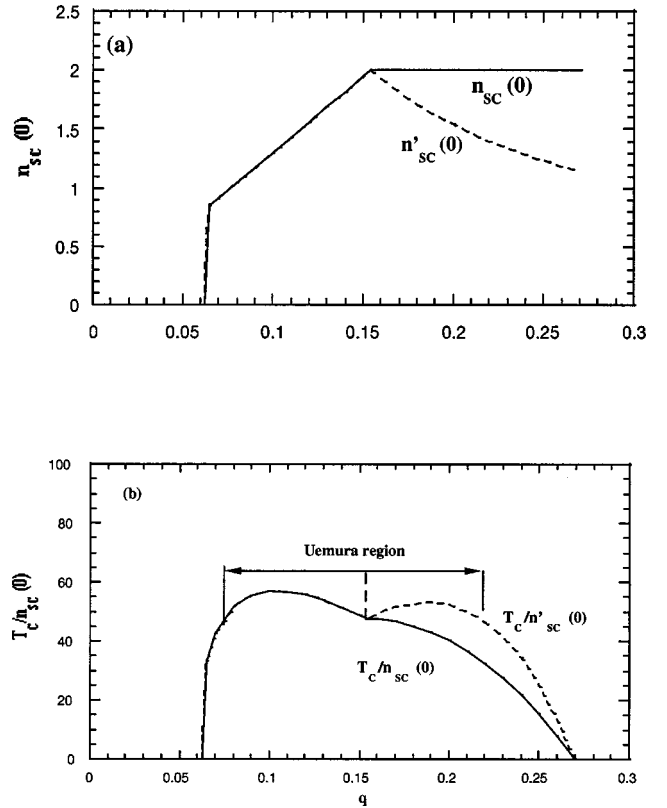 (a)
2.5
2
1.5
1
0.5
0
n_sc (0)
n_sc (0)
n'_sc (0)
0 0.05 0.1 0.15 0.2 0.25 0.3
(b)
100
80
60
40
20
0
T_c/n_sc (0)
Uemura region
T_c/n'_sc (0)
T_c/n_sc (0)
0 0.05 0.1 0.15 0.2 0.25 0.3
q